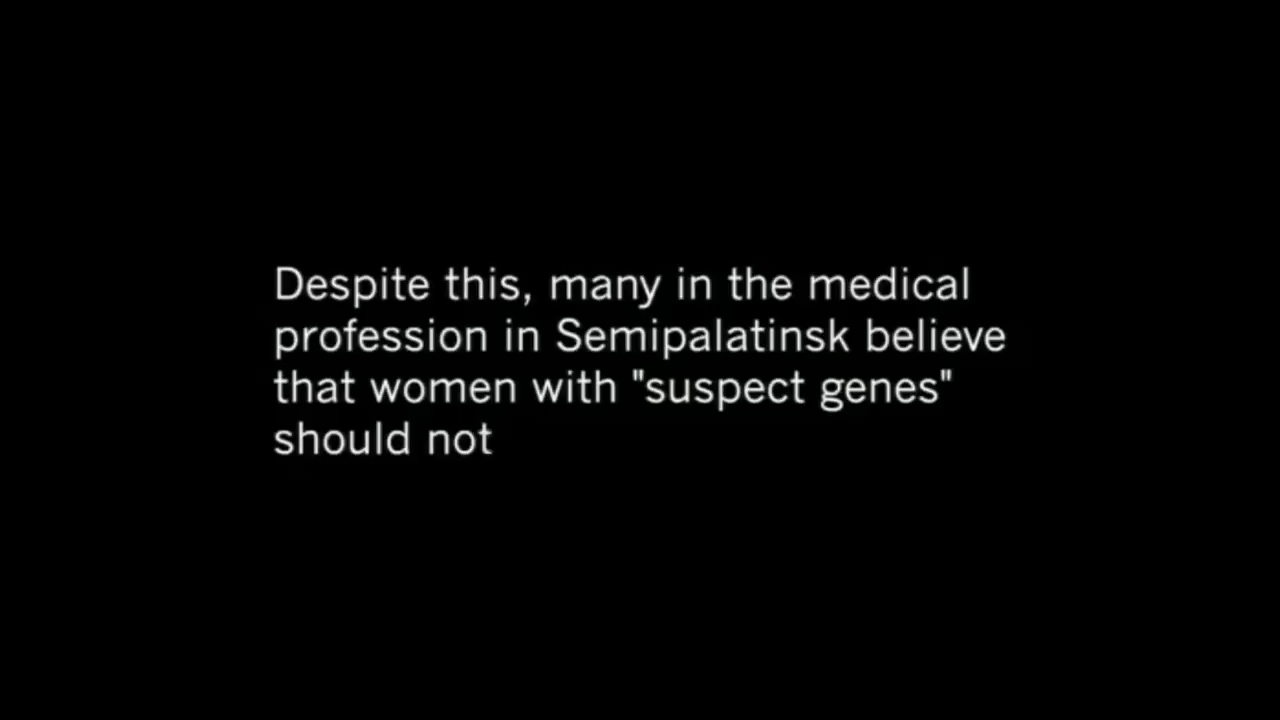 Despite this, many in the medical
profession in Semipalatinsk believe
that women with "suspect genes"
should not